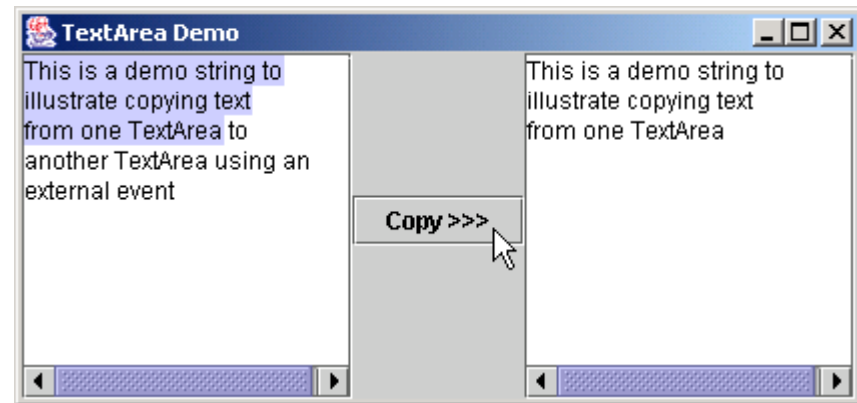 TextArea Demo
This is a demo string to
illustrate copying text
from one TextArea to
another TextArea using an
external event
Copy >>>
This is a demo string to
illustrate copying text
from one TextArea